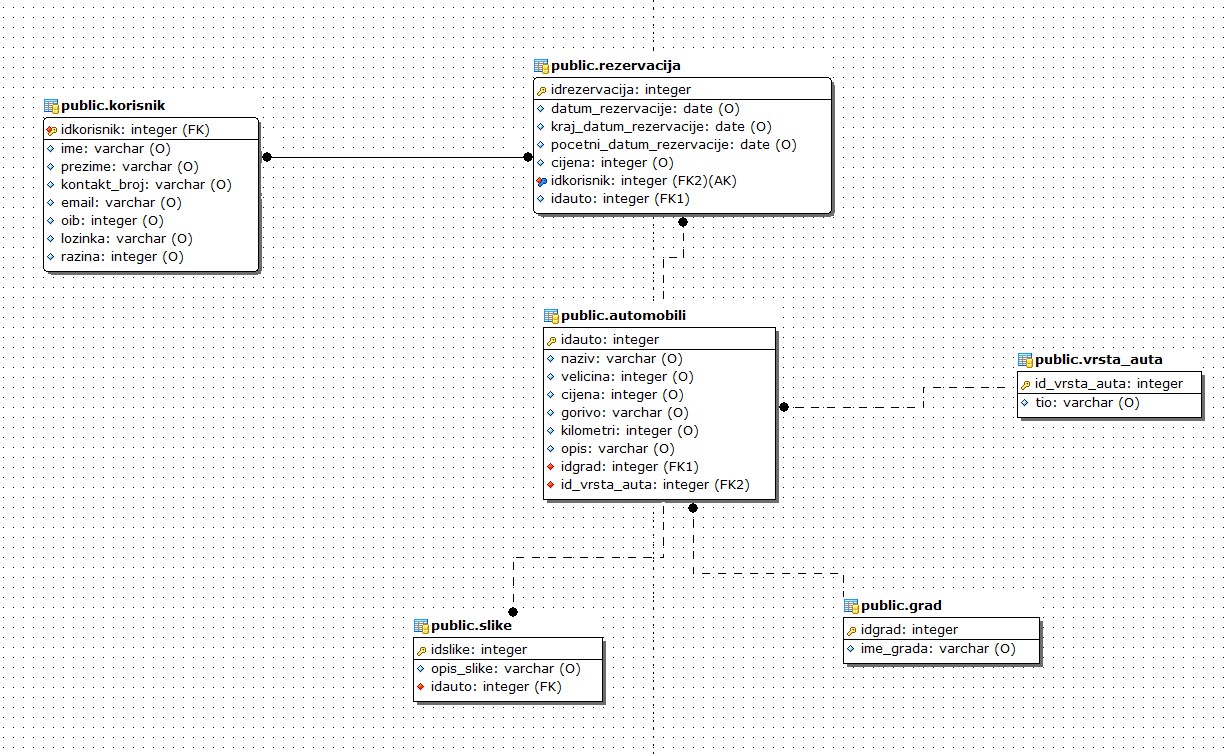 public.rezervacija
idrezervacija: integer
datum_rezervacije: date (O)
kraj_datum_rezervacije: date (O)
pocetni_datum_rezervacije: date (O)
cijena: integer (O)
idkorisnik: integer (FK2)(AK)
idauto: integer (FK1)
public.korisnik
idkorisnik: integer (FK)
ime: varchar (O)
prezime: varchar (O)
kontakt_broj: varchar (O)
email: varchar (O)
oib: integer (O)
lozinka: varchar (O)
razina: integer (O)
public.automobili
idauto: integer
naziv: varchar (O)
velicina: integer (O)
cijena: integer (O)
gorivo: varchar (O)
kilometri: integer (O)
opis: varchar (O)
idgrad: integer (FK1)
id_vrsta_auta: integer (FK2)
public.vrsta_auta
id_vrsta_auta: integer
tio: varchar (O)
public.slike
idslike: integer
opis_slike: varchar (O)
idauto: integer (FK)
public.grad
idgrad: integer
ime_grada: varchar (O)